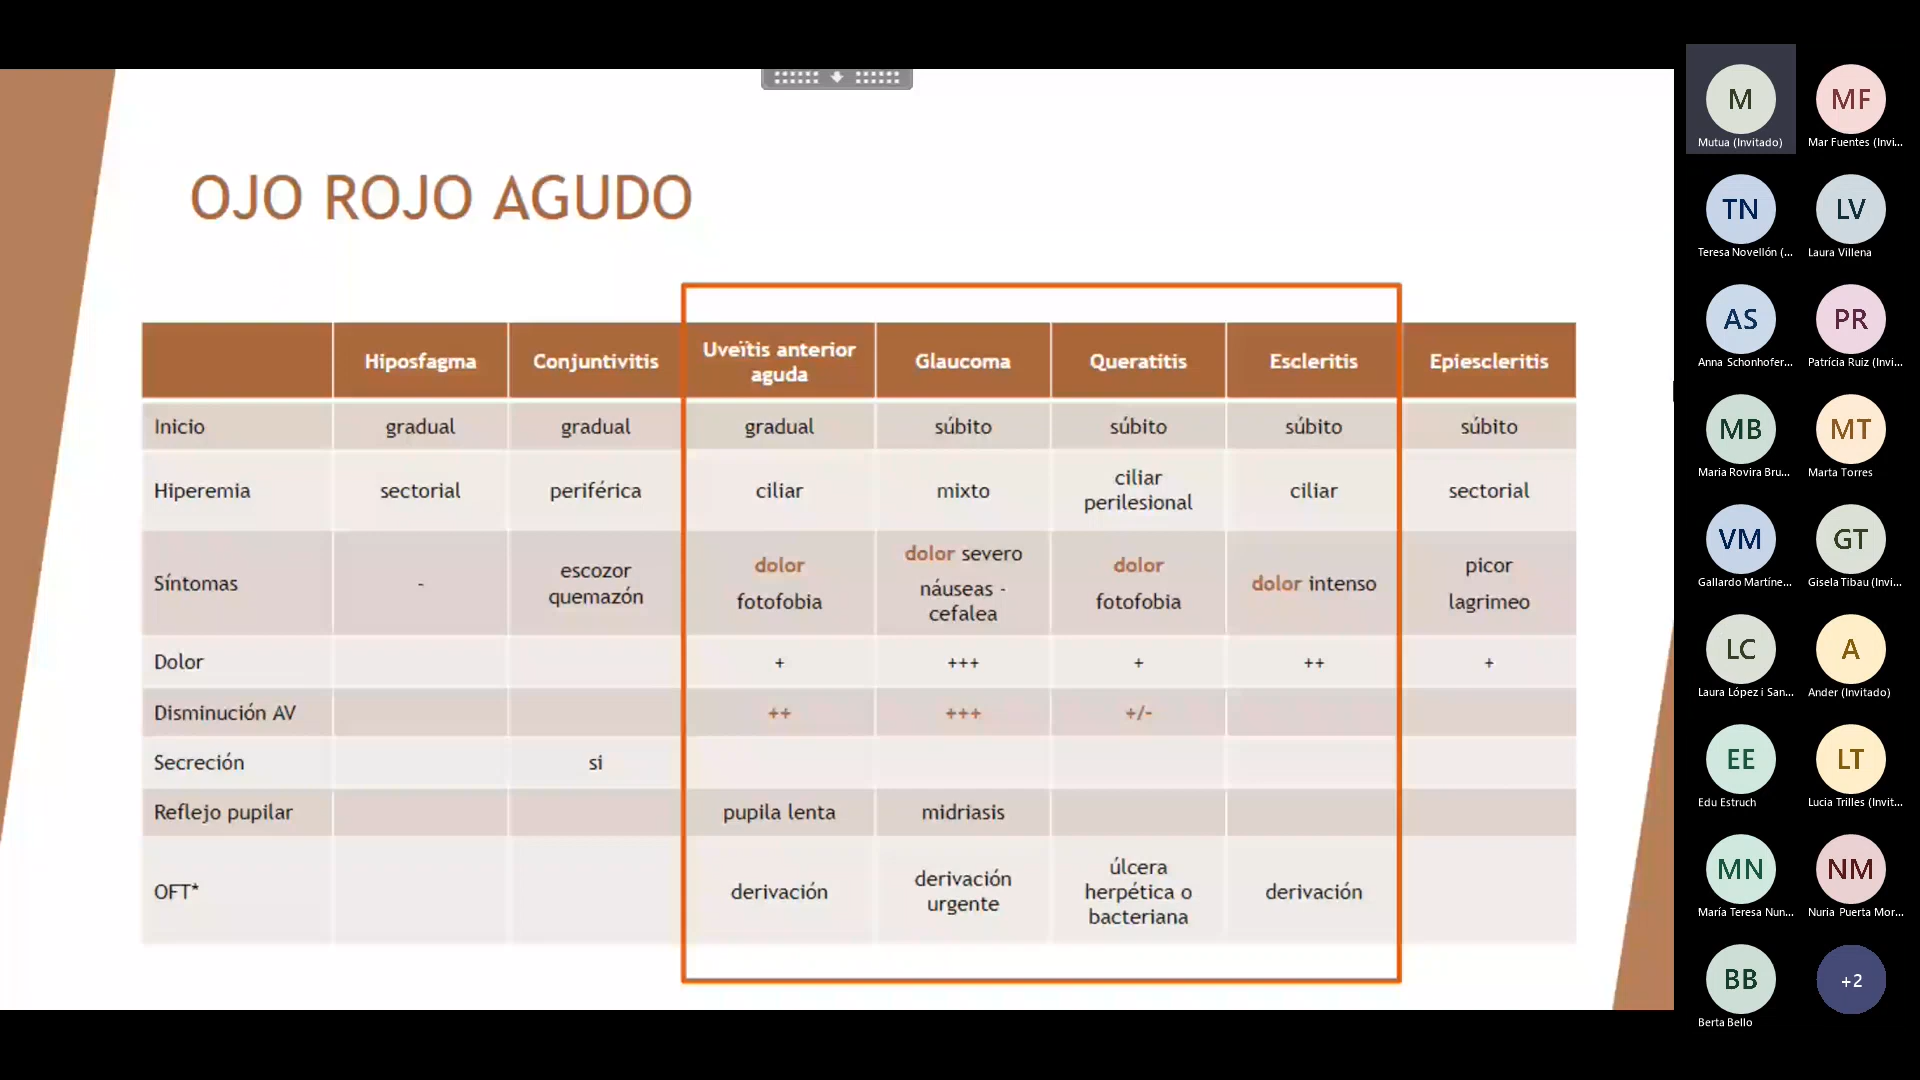 OJO ROJO AGUDO
Hiposfagma Conjuntivitis Uveïtis anterior aguda Glaucoma Queratitis Escleritis Epiescleritis
Inicio gradual gradual gradual súbito súbito súbito súbito
Hiperemia sectorial periférica ciliar mixto ciliar perilesional ciliar sectorial
Síntomas - escozor quemazón dolor fotofobia dolor severo náuseas - cefalea dolor fotofobia dolor intenso picor lagrimeo
Dolor + +++ + ++ +
Disminución AV ++ +++ +/-
Secreción si
Reflejo pupilar pupila lenta midriasis
OFT* derivación derivación urgente úlcera herpética o bacteriana derivación
M MF
Mutua (Invitado) Mar Fuentes (Invi...
TN LV
Teresa Novellón (... Laura Villena
AS PR
Anna Schonhofer... Patrícia Ruiz (Invi...
MB MT
Maria Rovira Bru... Marta Torres
VM GT
Gallardo Martíne... Gisela Tibau (Invi...
LC A
Laura López i San... Ander (Invitado)
EE LT
Edu Estruch Lucia Trilles (Invit...
MN NM
María Teresa Nun... Nuria Puerta Mor...
BB +2
Berta Bello